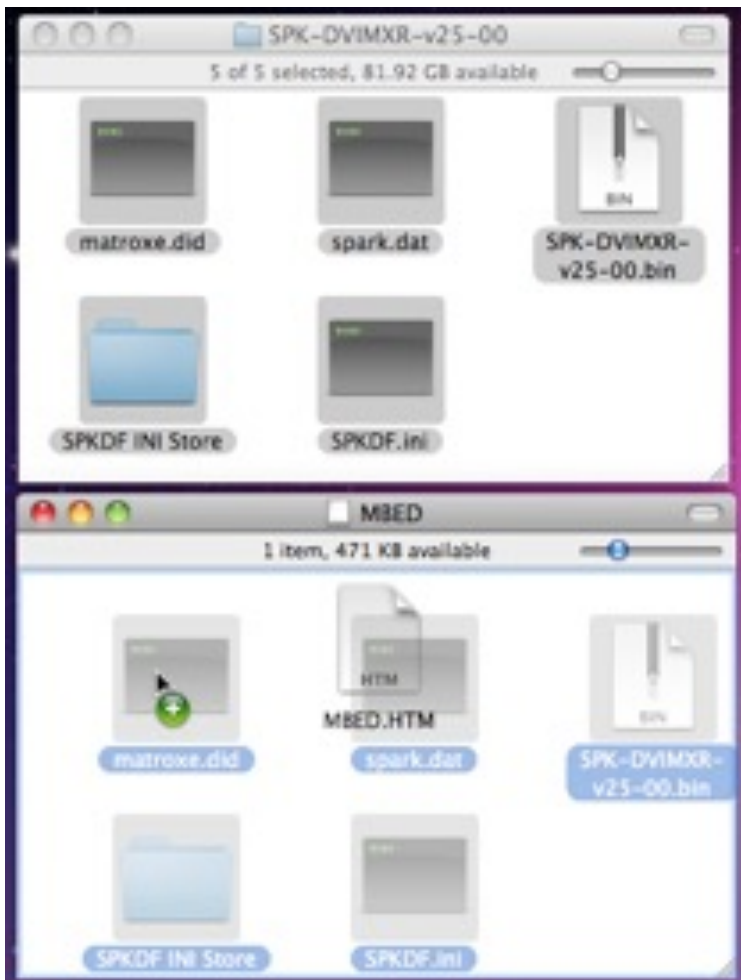 SPK-DVIMXR-v25-00
5 of 5 selected, 81.92 GB available
matroxe.did
spark.dat
BIN
SPK-DVIMXR-
v25-00.bin
SPKDF INI Store
SPKDF.ini
MBED
1 item, 471 KB available
HTM
MBED.HTM
matroxe.did
spark.dat
BIN
SPK-DVIMXR-
v25-00.bin
SPKDF INI Store
SPKDF.ini